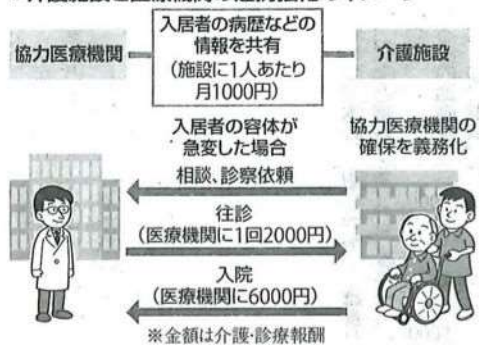 入居者の病歴などの
情報を共有
(施設に1人あたり
月1000円)
協力医療機関
介護施設
入居者の容体が
急変した場合
協力医療機関の
確保を義務化
相談、診察依頼
往診
(医療機関に1回2000円)
入院
(医療機関に6000円)
※金額は介護・診療報酬